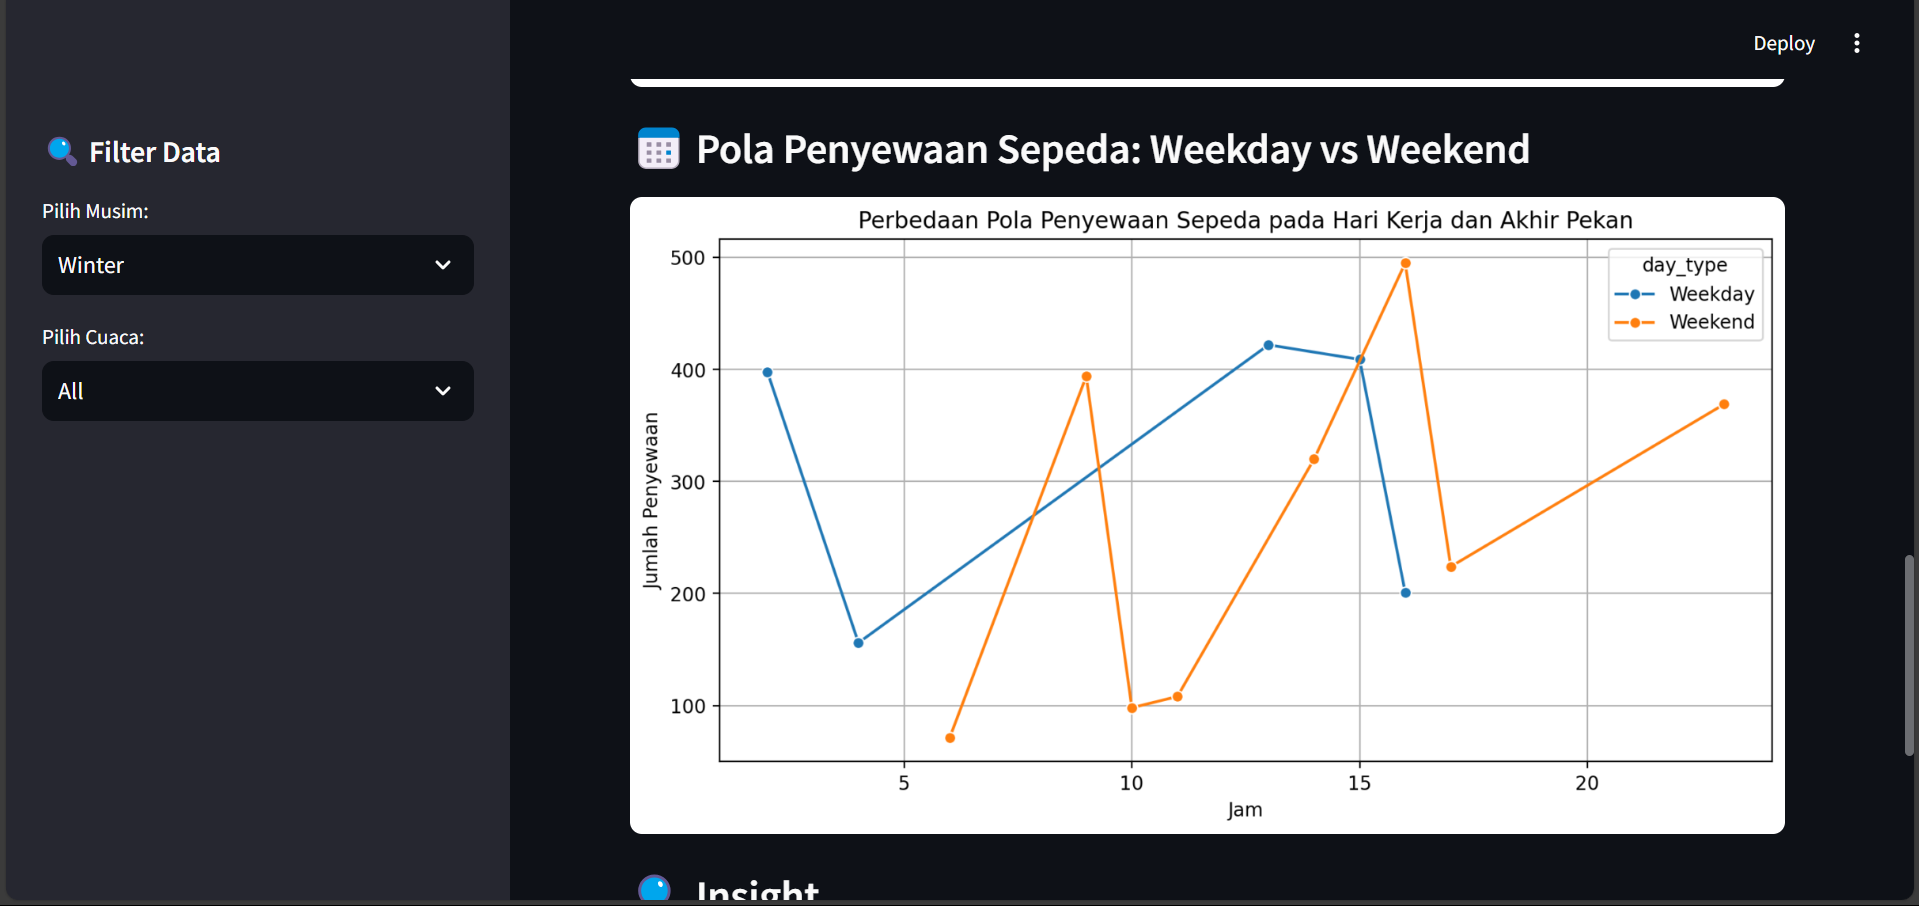 Deploy
Filter Data
Pilih Musim:
Winter
Pilih Cuaca:
All
Pola Penyewaan Sepeda: Weekday vs Weekend
Perbedaan Pola Penyewaan Sepeda pada Hari Kerja dan Akhir Pekan
day_type
Weekday
Weekend
Jumlah Penyewaan
500
400
300
200
100
5 10 15 20
Jam
Insight